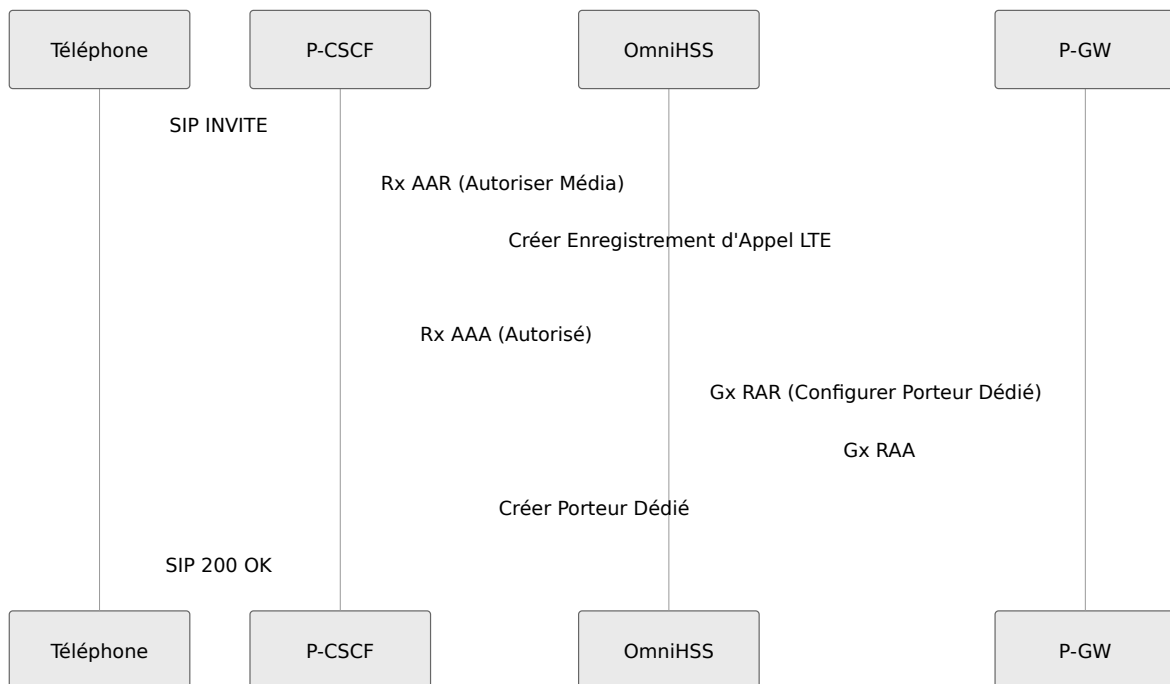 Téléphone
P-CSCF
OmniHSS
P-GW
SIP INVITE
Rx AAR (Autoriser Média)
Créer Enregistrement d'Appel LTE
Rx AAA (Autorisé)
Gx RAR (Configurer Porteur Dédié)
Gx RAA
Créer Porteur Dédié
SIP 200 OK
Téléphone
P-CSCF
OmniHSS
P-GW